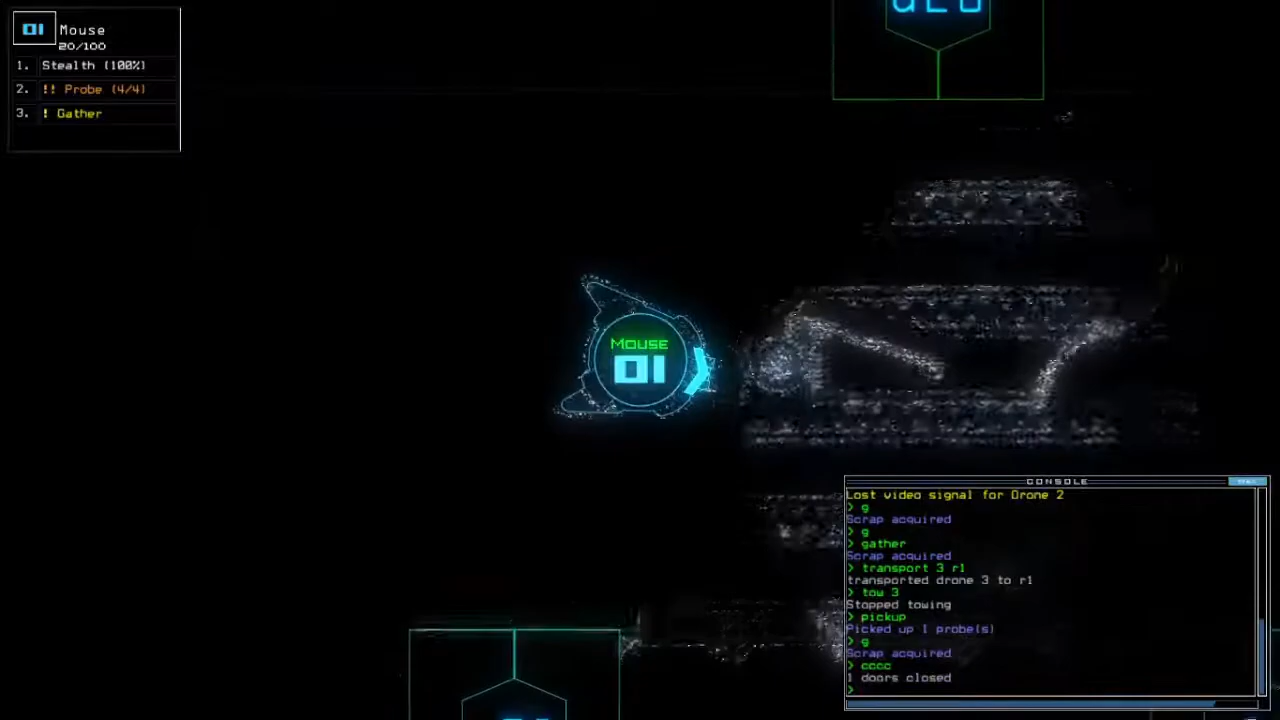 01 Mouse
20/100
1. Stealth (100%)
2. !! Probe (4/4)
3. ! Gather
Mouse
01
CONSOLE
Lost video signal for Drone 2
> g
Scrap acquired
> g
> gather
Scrap acquired
> transport 3 r1
transported drone 3 to r1
> tow 3
Stopped towing
> pickup
Picked up 1 probe(s)
> g
Scrap acquired
> cccc
1 doors closed
>